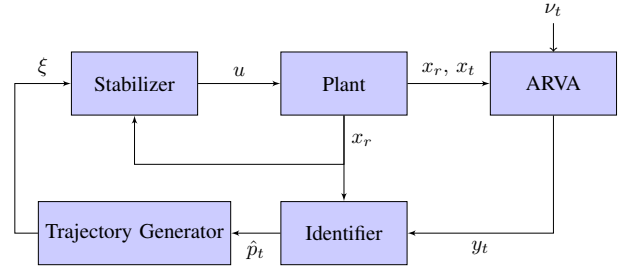 ν_t
ξ
Stabilizer
u
Plant
x_r, x_t
ARVA
x_r
Trajectory Generator
p̂_t
Identifier
y_t